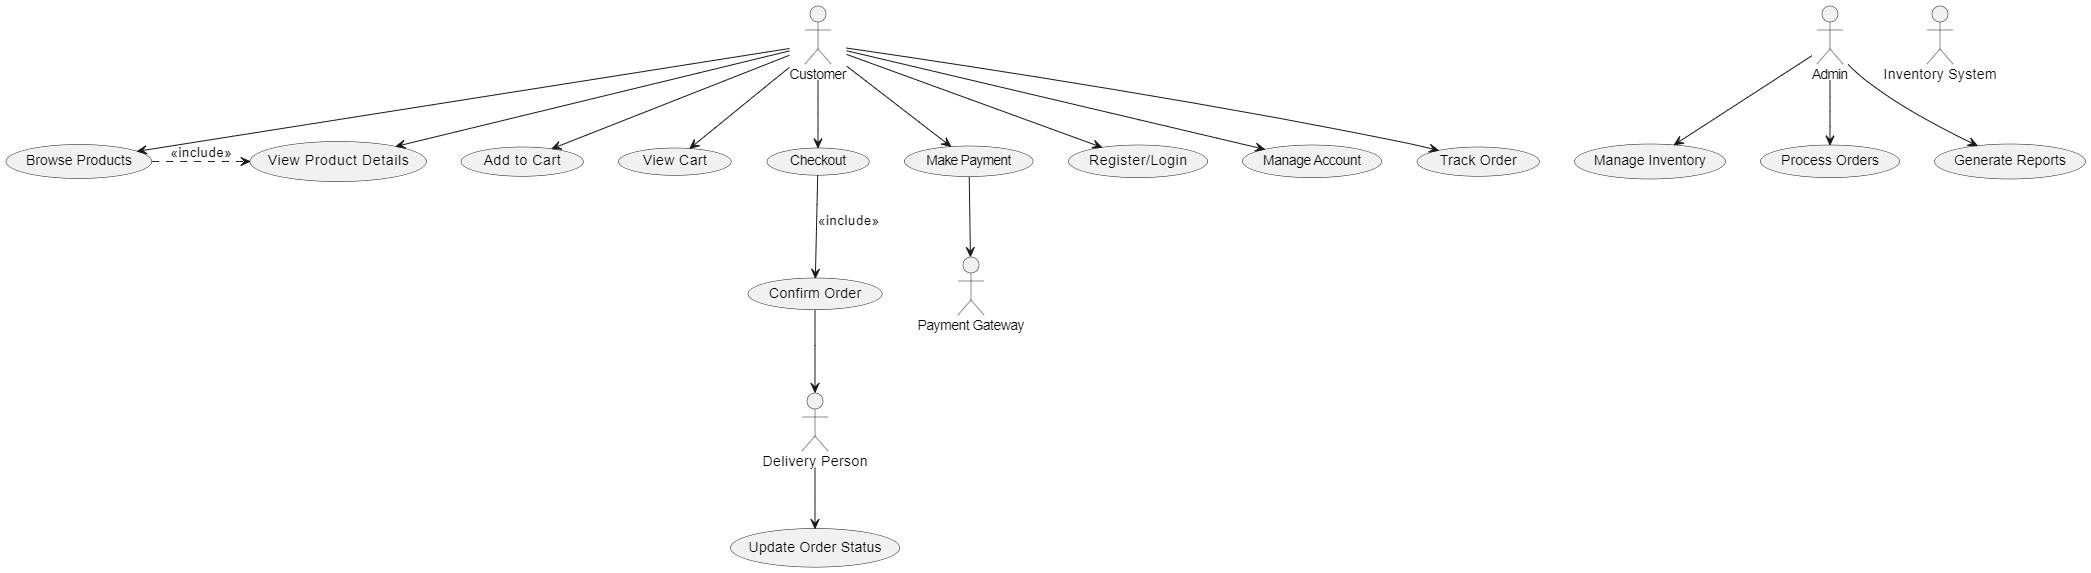 Customer
Admin
Inventory System
Browse Products
«include»
View Product Details
Add to Cart
View Cart
Checkout
Make Payment
Register/Login
Manage Account
Track Order
Manage Inventory
Process Orders
Generate Reports
«include»
Confirm Order
Payment Gateway
Delivery Person
Update Order Status